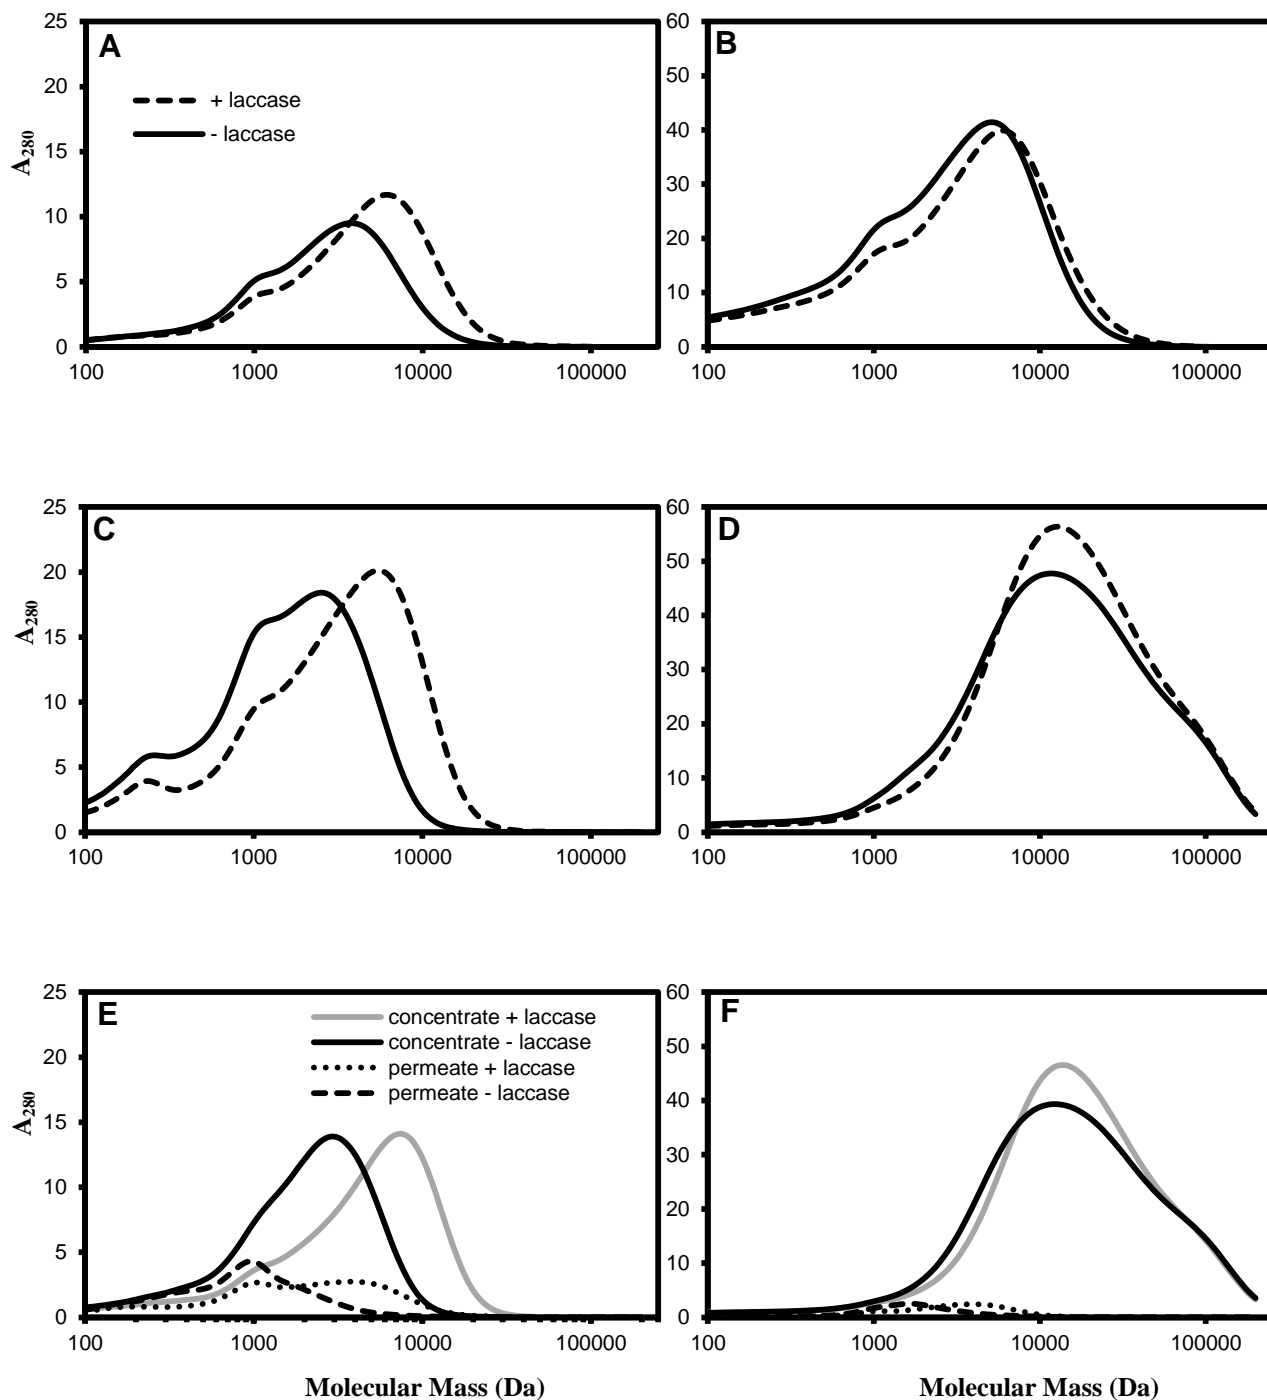 A
25
20
15
10
5
0
A280
+ laccase
- laccase
100 1000 10000 100000
B
60
50
40
30
20
10
0
100 1000 10000 100000
C
25
20
15
10
5
0
A280
100 1000 10000 100000
D
60
50
40
30
20
10
0
100 1000 10000 100000
E
25
20
15
10
5
0
A280
concentrate + laccase
concentrate - laccase
permeate + laccase
permeate - laccase
100 1000 10000 100000
Molecular Mass (Da)
F
60
50
40
30
20
10
0
100 1000 10000 100000
Molecular Mass (Da)